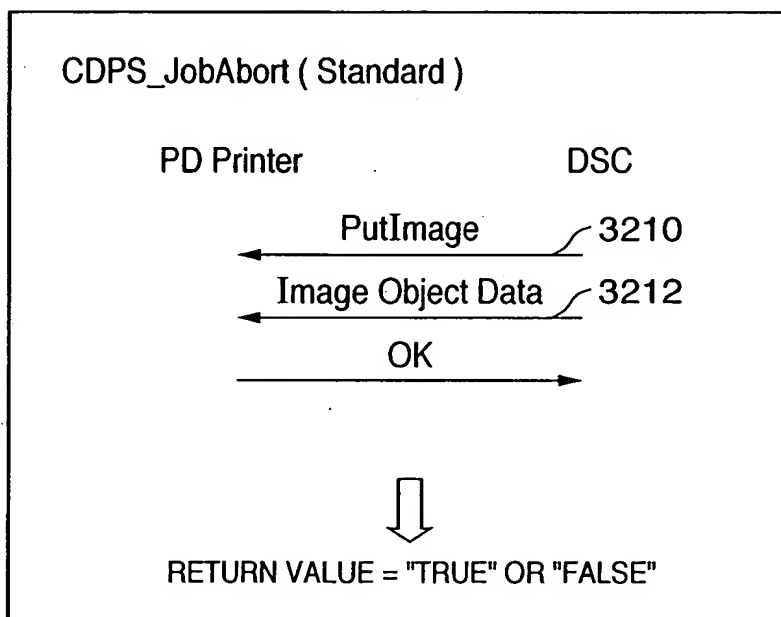 CDPS_JobAbort ( Standard )
PD Printer DSC
PutImage 3210
Image Object Data 3212
OK
RETURN VALUE = "TRUE" OR "FALSE"